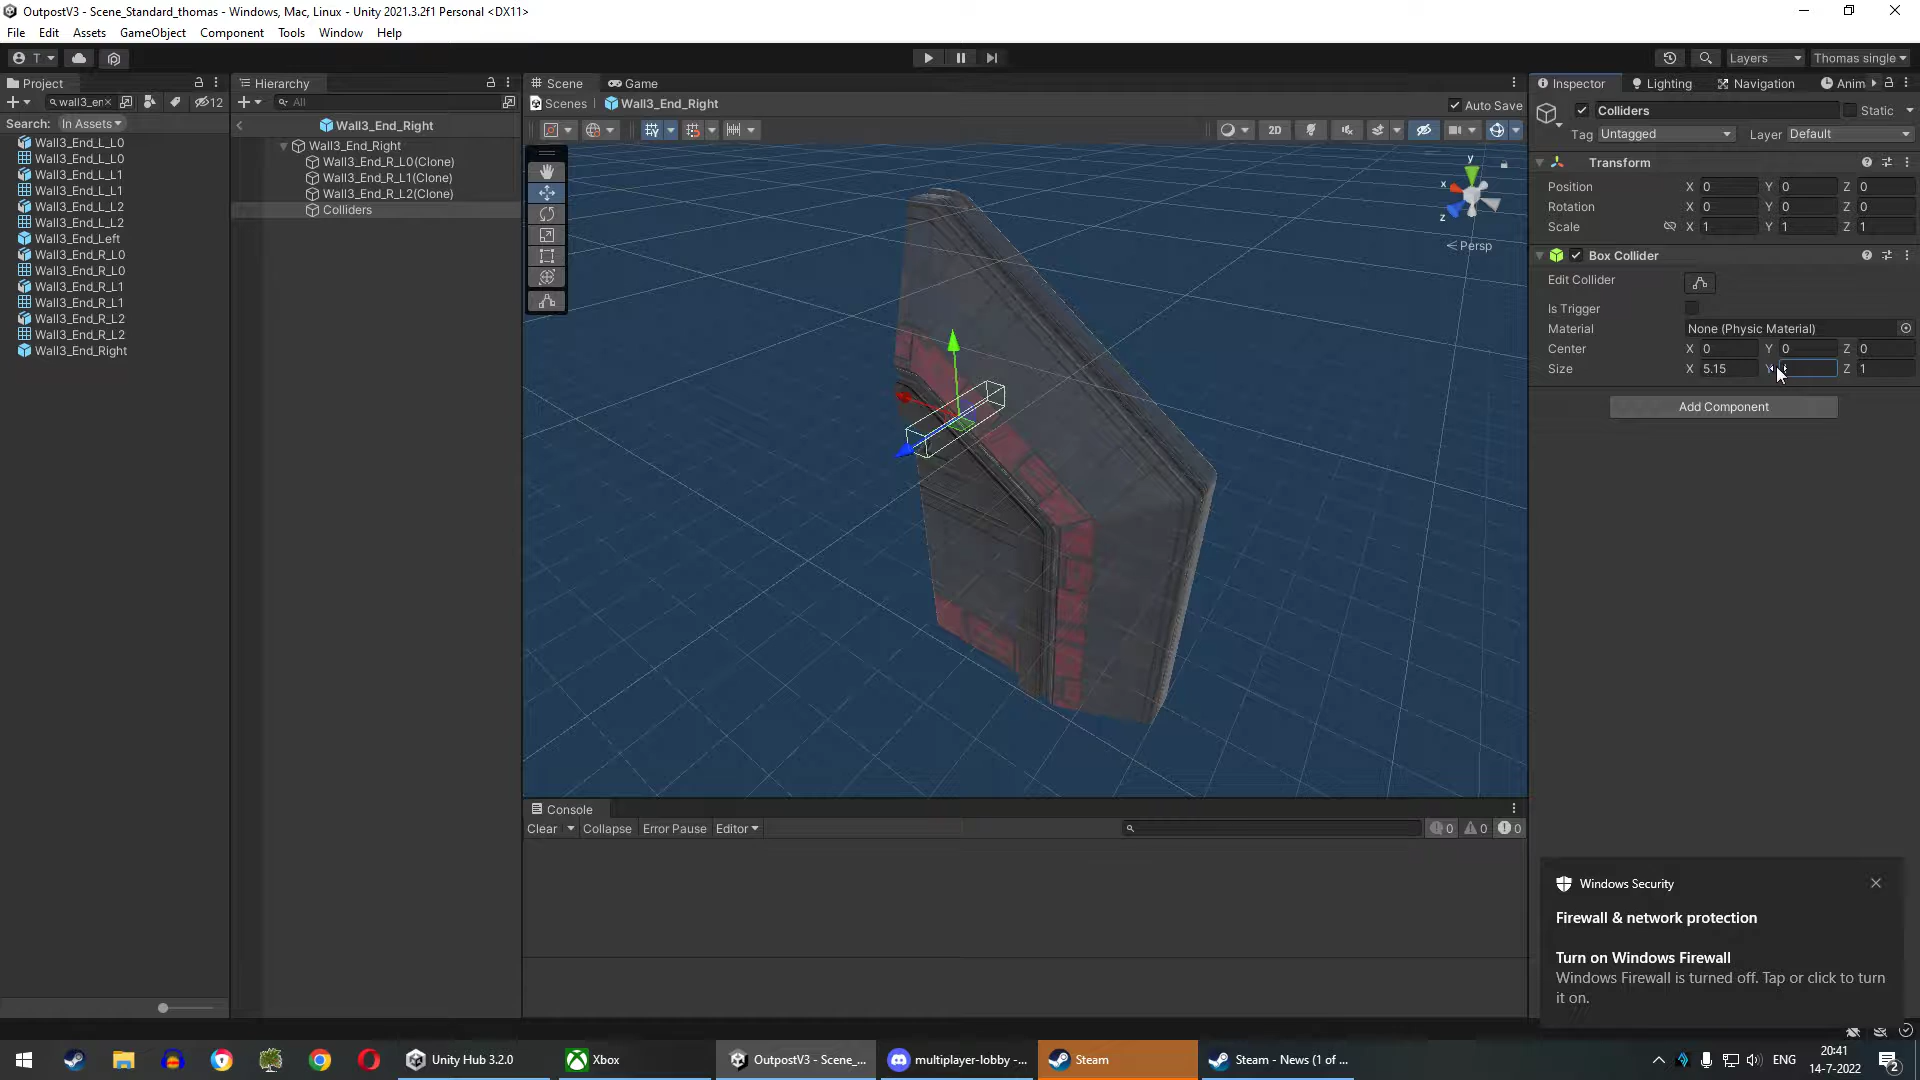 OutpostV3 - Scene_Standard_thomas - Windows, Mac, Linux - Unity 2021.3.2f1 Personal <DX11>
File Edit Assets GameObject Component Tools Window Help
T Layers Thomas single
Project Hierarchy Scene Game Inspector Lighting Navigation Anim
wall3_en 12 All Scenes Wall3_End_Right Auto Save Colliders Static
Search: In Assets Wall3_End_Right 2D Tag Untagged Layer Default
Wall3_End_L_L0
Wall3_End_L_L0
Wall3_End_L_L1
Wall3_End_L_L1
Wall3_End_L_L2
Wall3_End_L_L2
Wall3_End_Left
Wall3_End_R_L0
Wall3_End_R_L0
Wall3_End_R_L1
Wall3_End_R_L1
Wall3_End_R_L2
Wall3_End_R_L2
Wall3_End_Right
Wall3_End_Right
Wall3_End_R_L0(Clone)
Wall3_End_R_L1(Clone)
Wall3_End_R_L2(Clone)
Colliders
y
x
z
Persp
Transform
Position X 0 Y 0 Z 0
Rotation X 0 Y 0 Z 0
Scale X 1 Y 1 Z 1
Box Collider
Edit Collider
Is Trigger
Material None (Physic Material)
Center X 0 Y 0 Z 0
Size X 5.15 Z 1
Add Component
Console
Clear Collapse Error Pause Editor 0 0 0
Windows Security
Firewall & network protection
Turn on Windows Firewall
Windows Firewall is turned off. Tap or click to turn
it on.
Unity Hub 3.2.0 Xbox OutpostV3 - Scene_... multiplayer-lobby -... Steam Steam - News (1 of ... ENG 20:41
14-7-2022 2